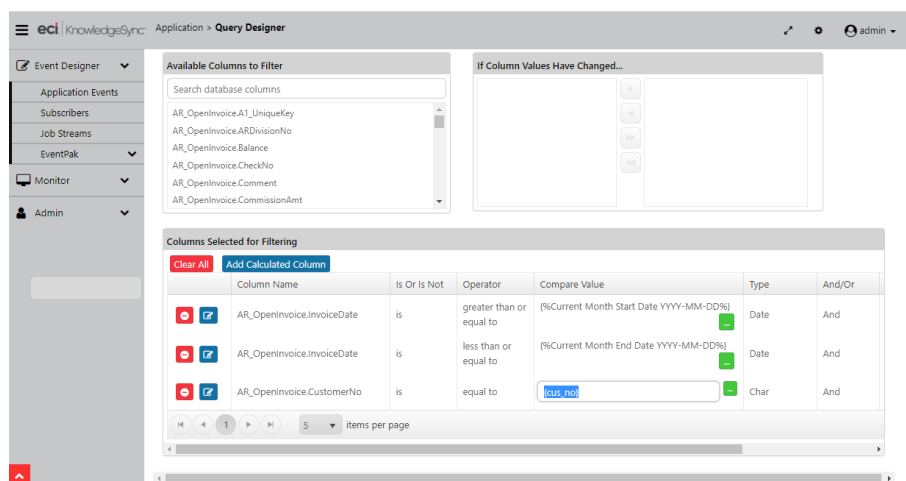 eci KnowledgeSync
Application > Query Designer
admin
Event Designer
Application Events
Subscribers
Job Streams
EventPak
Monitor
Admin
Available Columns to Filter
Search database columns
AR_OpenInvoice.A1_UniqueKey
AR_OpenInvoice.ARDivisionNo
AR_OpenInvoice.Balance
AR_OpenInvoice.CheckNo
AR_OpenInvoice.Comment
AR_OpenInvoice.CommissionAmt
If Column Values Have Changed...
Columns Selected for Filtering
Clear All Add Calculated Column
Column Name Is Or Is Not Operator Compare Value Type And/Or
AR_OpenInvoice.InvoiceDate is greater than or equal to {%Current Month Start Date YYYY-MM-DD%} ... Date And
AR_OpenInvoice.InvoiceDate is less than or equal to {%Current Month End Date YYYY-MM-DD%} ... Date And
AR_OpenInvoice.CustomerNo is equal to {cus_no} ... Char And
1 5 items per page